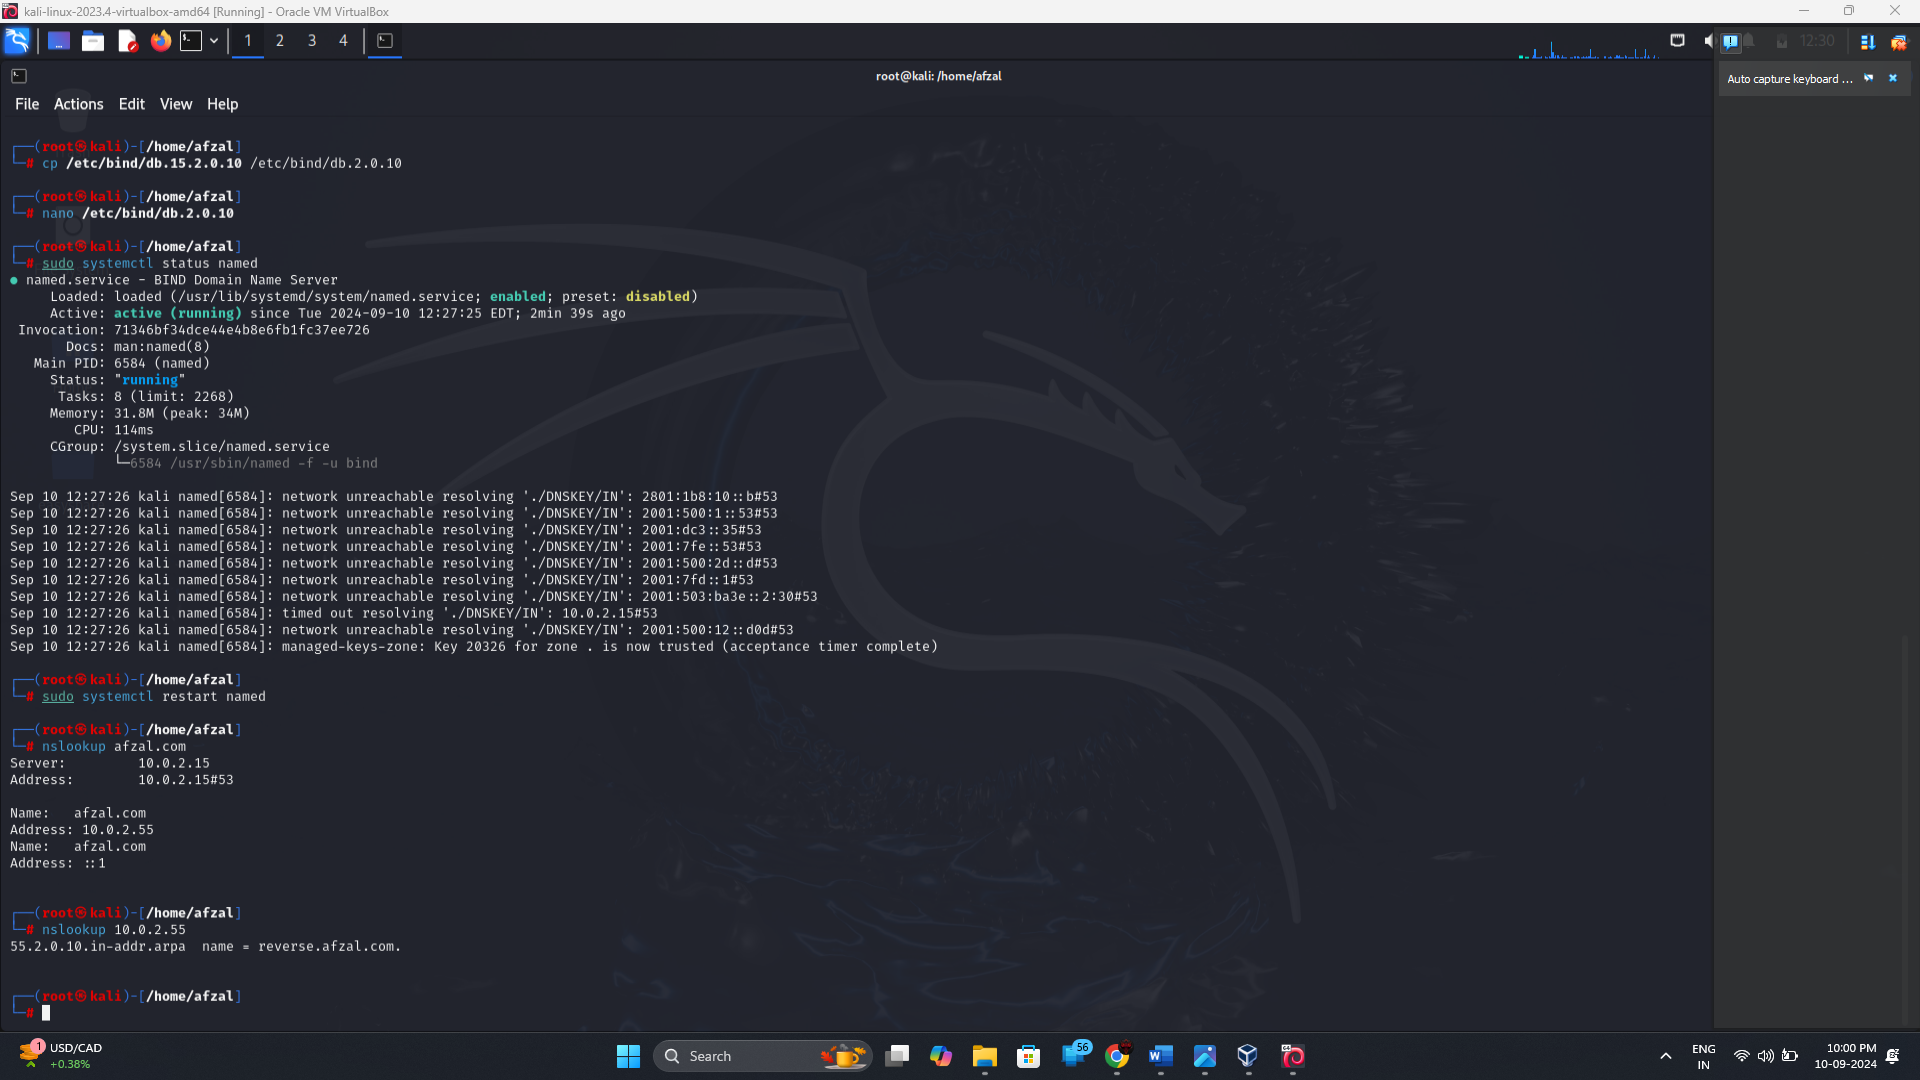 kali-linux-2023.4-virtualbox-amd64 [Running] - Oracle VM VirtualBox
1 2 3 4
12:30
root@kali: /home/afzal
Auto capture keyboard ...
File Actions Edit View Help
┌──(root㉿kali)-[/home/afzal]
└─# cp /etc/bind/db.15.2.0.10 /etc/bind/db.2.0.10
┌──(root㉿kali)-[/home/afzal]
└─# nano /etc/bind/db.2.0.10
┌──(root㉿kali)-[/home/afzal]
└─# sudo systemctl status named
● named.service - BIND Domain Name Server
Loaded: loaded (/usr/lib/systemd/system/named.service; enabled; preset: disabled)
Active: active (running) since Tue 2024-09-10 12:27:25 EDT; 2min 39s ago
Invocation: 71346bf34dce44e4b8e6fb1fc37ee726
Docs: man:named(8)
Main PID: 6584 (named)
Status: "running"
Tasks: 8 (limit: 2268)
Memory: 31.8M (peak: 34M)
CPU: 114ms
CGroup: /system.slice/named.service
└─6584 /usr/sbin/named -f -u bind
Sep 10 12:27:26 kali named[6584]: network unreachable resolving './DNSKEY/IN': 2801:1b8:10::b#53
Sep 10 12:27:26 kali named[6584]: network unreachable resolving './DNSKEY/IN': 2001:500:1::53#53
Sep 10 12:27:26 kali named[6584]: network unreachable resolving './DNSKEY/IN': 2001:dc3::35#53
Sep 10 12:27:26 kali named[6584]: network unreachable resolving './DNSKEY/IN': 2001:7fe::53#53
Sep 10 12:27:26 kali named[6584]: network unreachable resolving './DNSKEY/IN': 2001:500:2d::d#53
Sep 10 12:27:26 kali named[6584]: network unreachable resolving './DNSKEY/IN': 2001:7fd::1#53
Sep 10 12:27:26 kali named[6584]: network unreachable resolving './DNSKEY/IN': 2001:503:ba3e::2:30#53
Sep 10 12:27:26 kali named[6584]: timed out resolving './DNSKEY/IN': 10.0.2.15#53
Sep 10 12:27:26 kali named[6584]: network unreachable resolving './DNSKEY/IN': 2001:500:12::d0d#53
Sep 10 12:27:26 kali named[6584]: managed-keys-zone: Key 20326 for zone . is now trusted (acceptance timer complete)
┌──(root㉿kali)-[/home/afzal]
└─# sudo systemctl restart named
┌──(root㉿kali)-[/home/afzal]
└─# nslookup afzal.com
Server: 10.0.2.15
Address: 10.0.2.15#53
Name: afzal.com
Address: 10.0.2.55
Name: afzal.com
Address: ::1
┌──(root㉿kali)-[/home/afzal]
└─# nslookup 10.0.2.55
55.2.0.10.in-addr.arpa name = reverse.afzal.com.
┌──(root㉿kali)-[/home/afzal]
└─#
1
USD/CAD
+0.38%
Search
56
ENG
IN
10:00 PM
10-09-2024